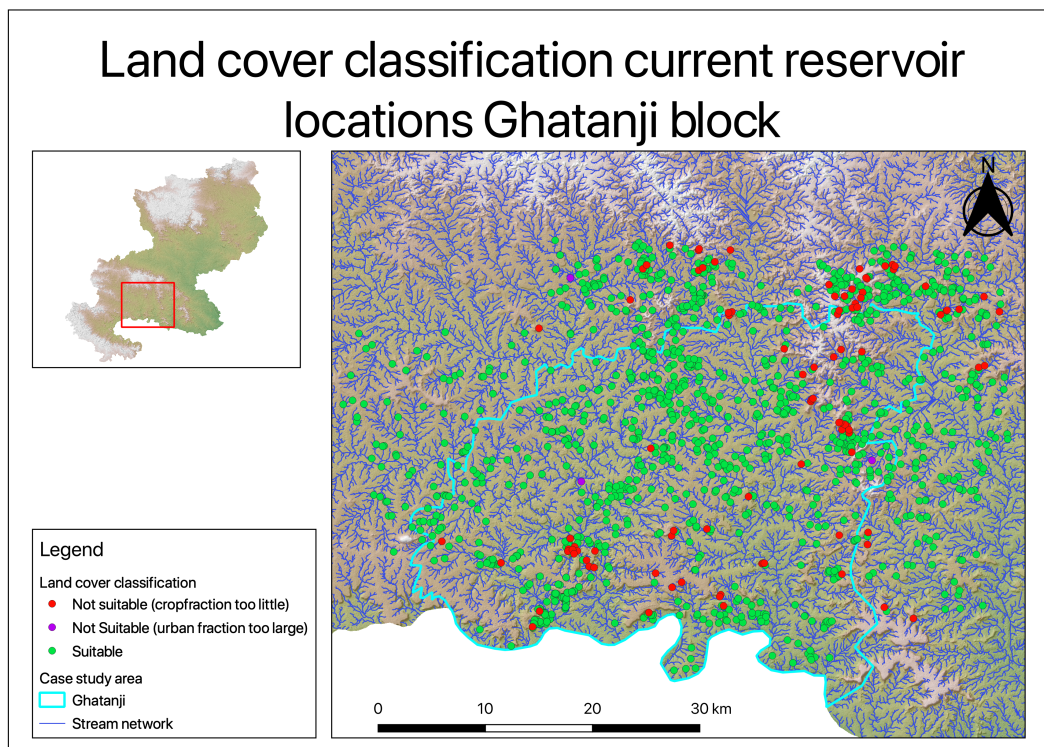 Land cover classification current reservoir
locations Ghatanji block
N
Legend
Land cover classification
Not suitable (cropfraction too little)
Not Suitable (urban fraction too large)
Suitable
Case study area
Ghatanji
Stream network
0 10 20 30 km